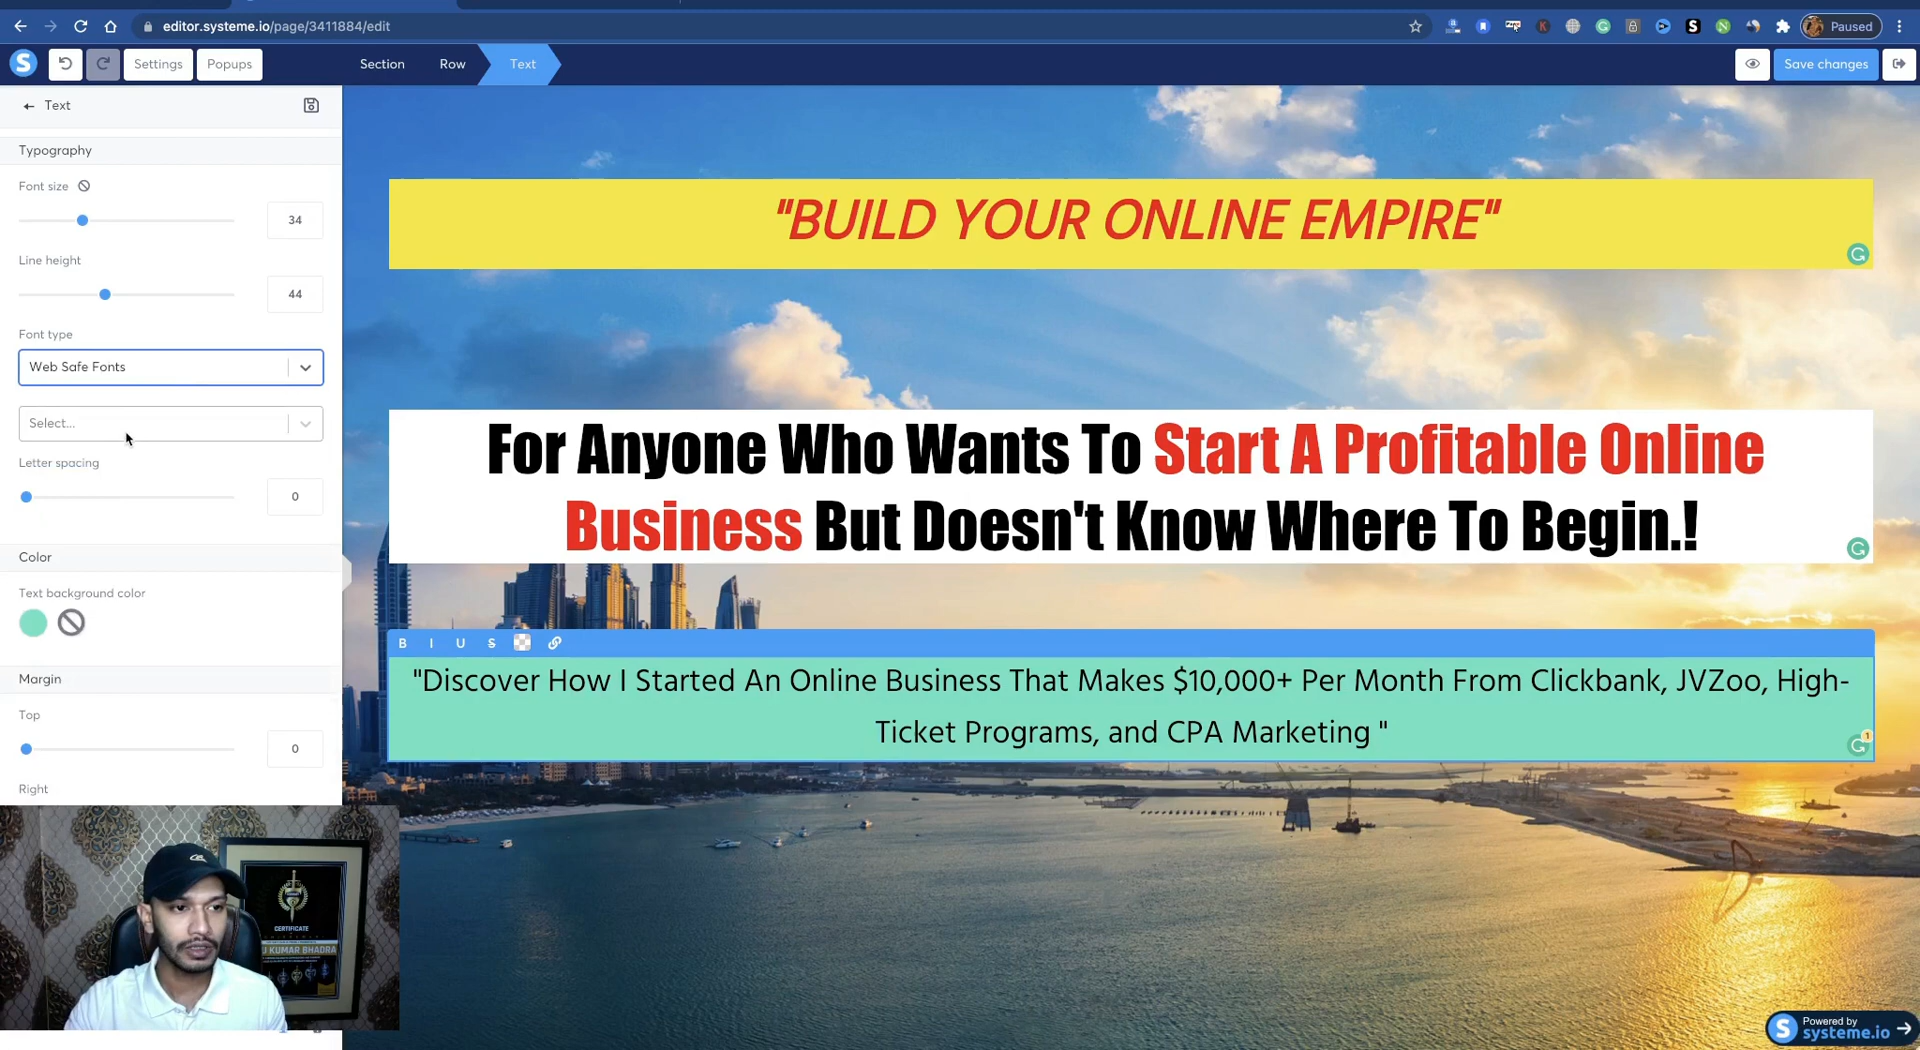 editor.systeme.io/page/3411884/edit
Paused
S
Settings
Popups
Section
Row
Text
Save changes
Text
Typography
Font size
34
Line height
44
Font type
Web Safe Fonts
Select...
Letter spacing
0
Color
Text background color
Margin
Top
0
Right
"BUILD YOUR ONLINE EMPIRE"
For Anyone Who Wants To Start A Profitable Online
Business But Doesn't Know Where To Begin.!
B I U S
"Discover How I Started An Online Business That Makes $10,000+ Per Month From Clickbank, JVZoo, High-
Ticket Programs, and CPA Marketing "
1
CERTIFICATE
KUMAR BHADRA
S
Powered by
systeme.io